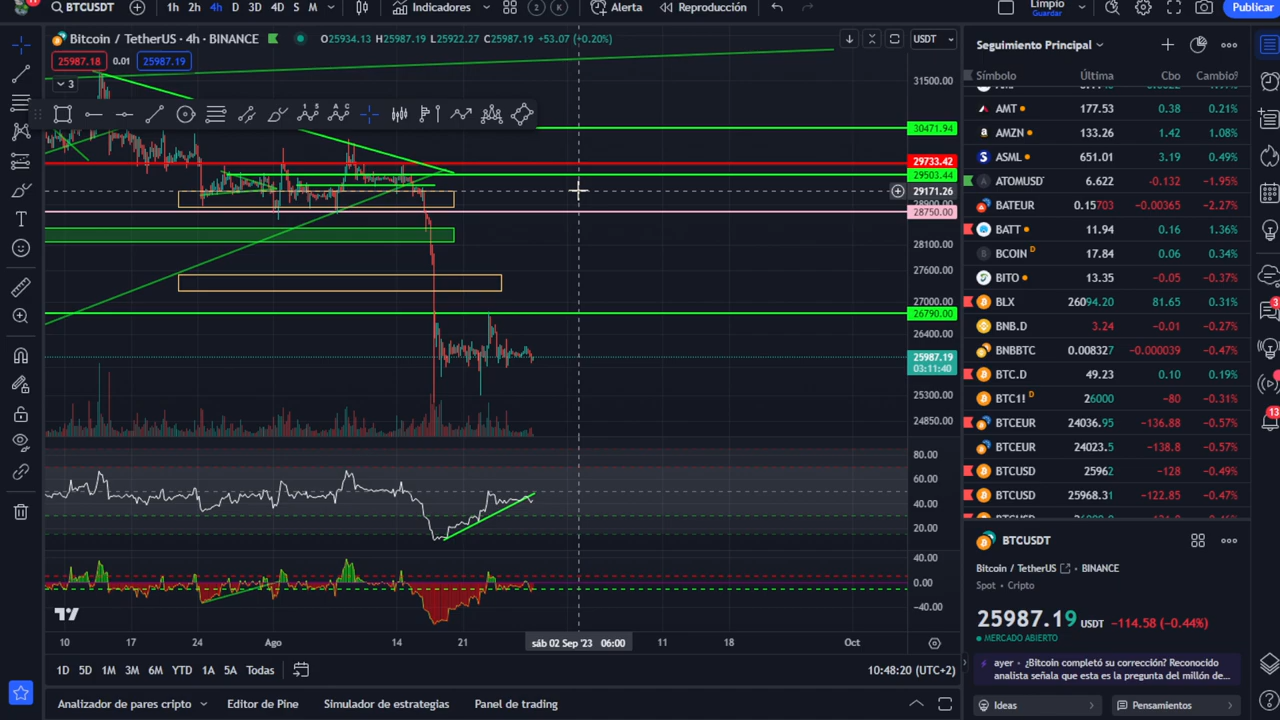 BTCUSDT 1h 2h 4h D 3D 4D S M Indicadores 2 K Alerta Reproducción Limpio Guardar Publicar
Bitcoin / TetherUS · 4h · BINANCE O25934.13 H25987.19 L25922.27 C25987.19 +53.07 (+0.20%) USDT
25987.18 0.01 25987.19
3
31500.00
30471.94
29733.42
29503.44
29171.26
28900.00
28750.00
28100.00
27600.00
27000.00
26790.00
26400.00
25987.19
03:11:40
25300.00
24850.00
80.00
60.00
40.00
20.00
40.00
0.00
−40.00
10 17 24 Ago 14 21 sáb 02 Sep '23 06:00 11 18 Oct
1D 5D 1M 3M 6M YTD 1A 5A Todas 10:48:20 (UTC+2)
Analizador de pares cripto Editor de Pine Simulador de estrategias Panel de trading
Seguimiento Principal
Símbolo Última Cbo Cambio%
AMT 177.53 0.38 0.21%
AMZN 133.26 1.42 1.08%
ASML 651.01 3.19 0.49%
ATOMUSD 6.622 −0.132 −1.95%
BATEUR 0.15703 −0.00365 −2.27%
BATT 11.94 0.16 1.36%
BCOIN D 17.84 0.06 0.34%
BITO 13.35 −0.05 −0.37%
BLX 26094.20 81.65 0.31%
BNB.D 3.24 −0.01 −0.27%
BNBBTC 0.008327 −0.000039 −0.47%
BTC.D 49.23 0.10 0.19%
BTC1! D 26000 −80 −0.31%
BTCEUR 24036.95 −136.88 −0.57%
BTCEUR 24023.5 −138.8 −0.57%
BTCUSD 25962 −128 −0.49%
BTCUSD 25968.31 −122.85 −0.47%
BTCUSDT
Bitcoin / TetherUS · BINANCE
Spot · Cripto
25987.19 USDT −114.58 (−0.44%)
MERCADO ABIERTO
ayer · ¿Bitcoin completó su corrección? Reconocido
analista señala que esta es la pregunta del millón de...
Ideas Pensamientos
3
13